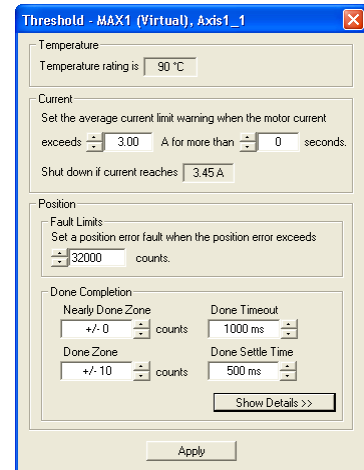 Threshold - MAX1 (Virtual), Axis1_1
Temperature
Temperature rating is 90 °C
Current
Set the average current limit warning when the motor current
exceeds 3.00 A for more than 0 seconds.
Shut down if current reaches 3.45 A
Position
Fault Limits
Set a position error fault when the position error exceeds
32000 counts.
Done Completion
Nearly Done Zone Done Timeout
+/- 0 counts 1000 ms
Done Zone Done Settle Time
+/- 10 counts 500 ms
Show Details >>
Apply